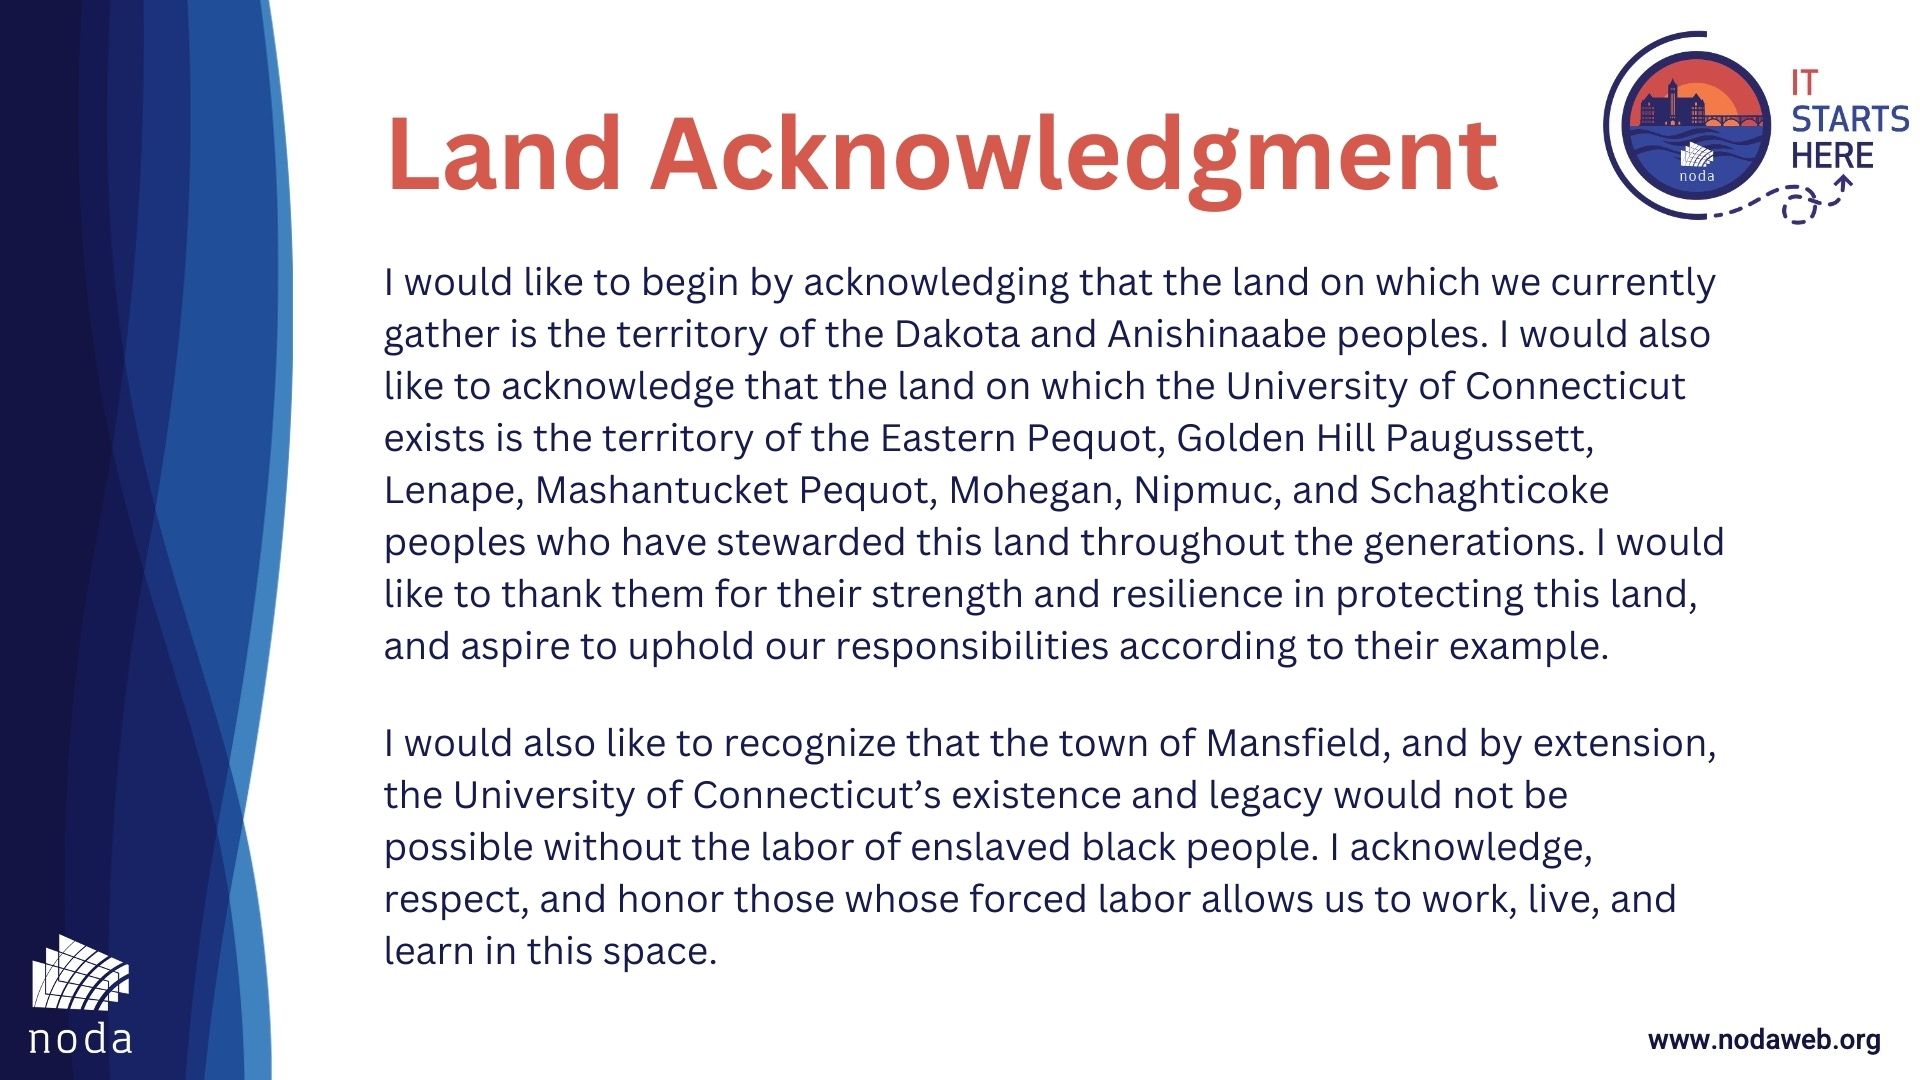 Land Acknowledgment
IT
STARTS
HERE
noda
I would like to begin by acknowledging that the land on which we currently
gather is the territory of the Dakota and Anishinaabe peoples. I would also
like to acknowledge that the land on which the University of Connecticut
exists is the territory of the Eastern Pequot, Golden Hill Paugussett,
Lenape, Mashantucket Pequot, Mohegan, Nipmuc, and Schaghticoke
peoples who have stewarded this land throughout the generations. I would
like to thank them for their strength and resilience in protecting this land,
and aspire to uphold our responsibilities according to their example.
I would also like to recognize that the town of Mansfield, and by extension,
the University of Connecticut’s existence and legacy would not be
possible without the labor of enslaved black people. I acknowledge,
respect, and honor those whose forced labor allows us to work, live, and
learn in this space.
noda
www.nodaweb.org